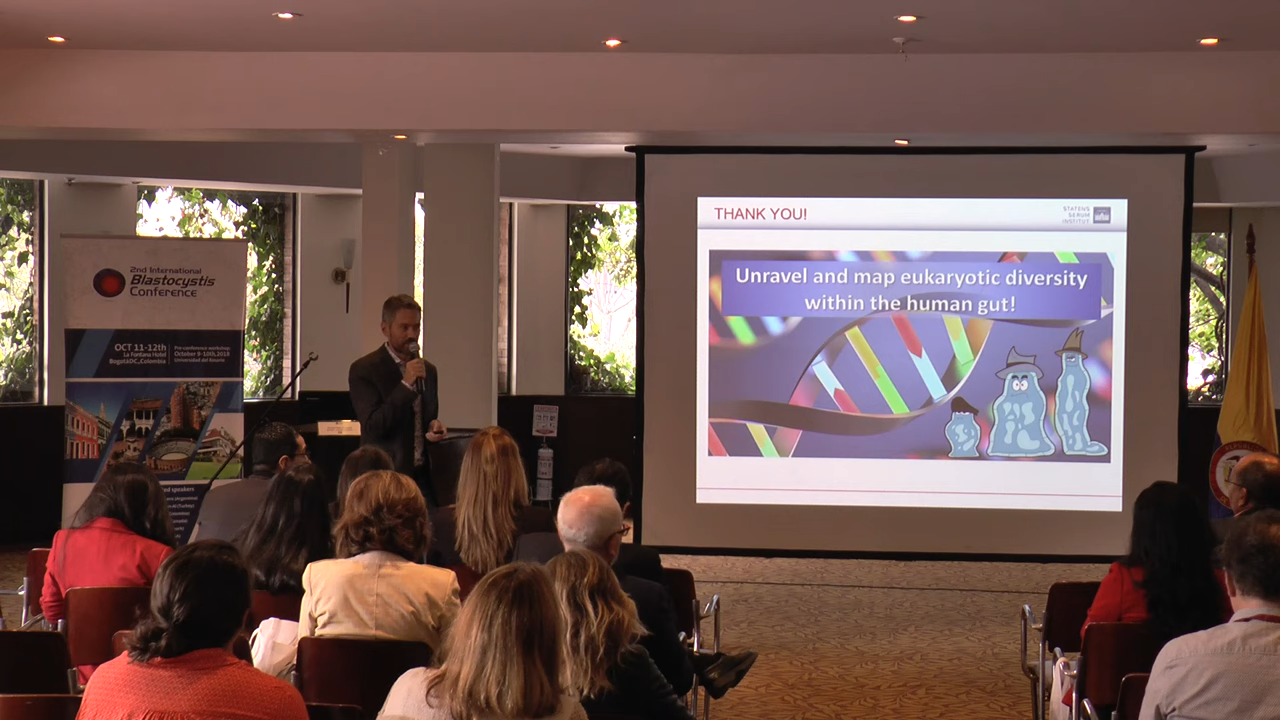 2nd International
Blastocystis
Conference
OCT 11-12th
La Fontana Hotel
Bogotá DC., Colombia
Pre-conference workshop
October 9-10th, 2018
Universidad del Rosario
speakers
THANK YOU!
STATENS
SERUM
INSTITUT
Unravel and map eukaryotic diversity
within the human gut!